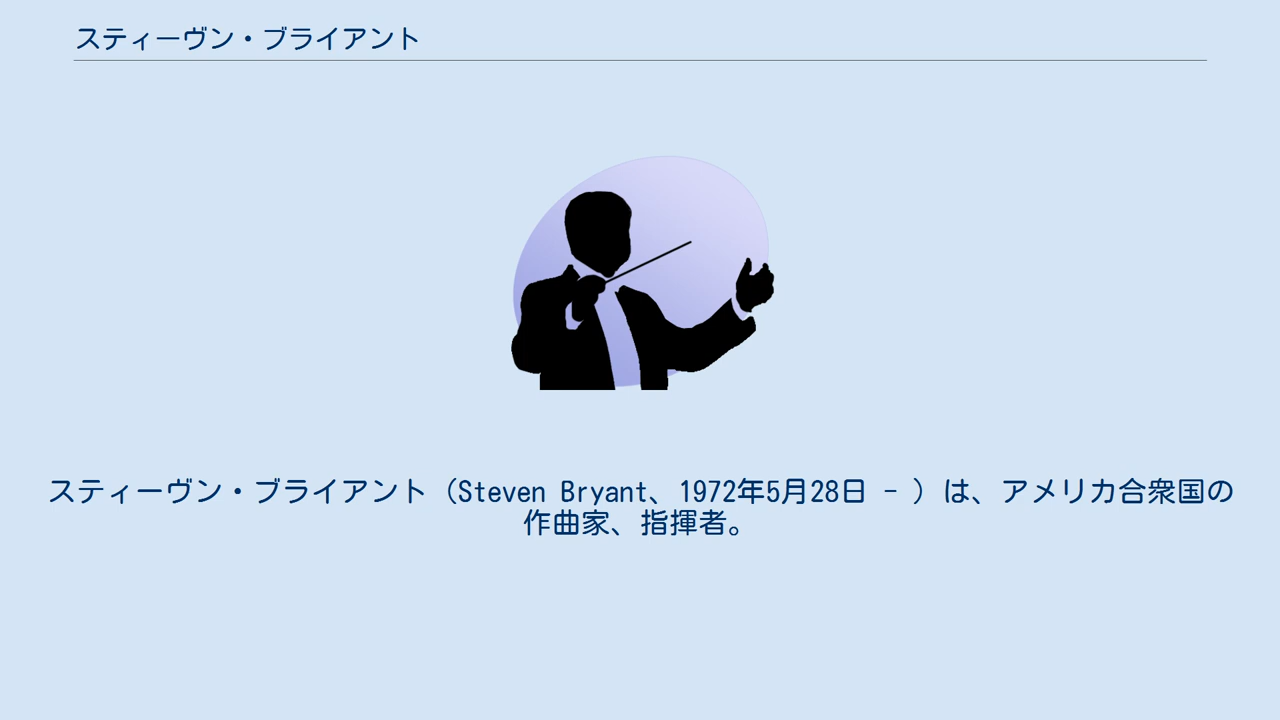 スティーヴン・ブライアント
スティーヴン・ブライアント（Steven Bryant、1972年5月28日 - ）は、アメリカ合衆国の
作曲家、指揮者。